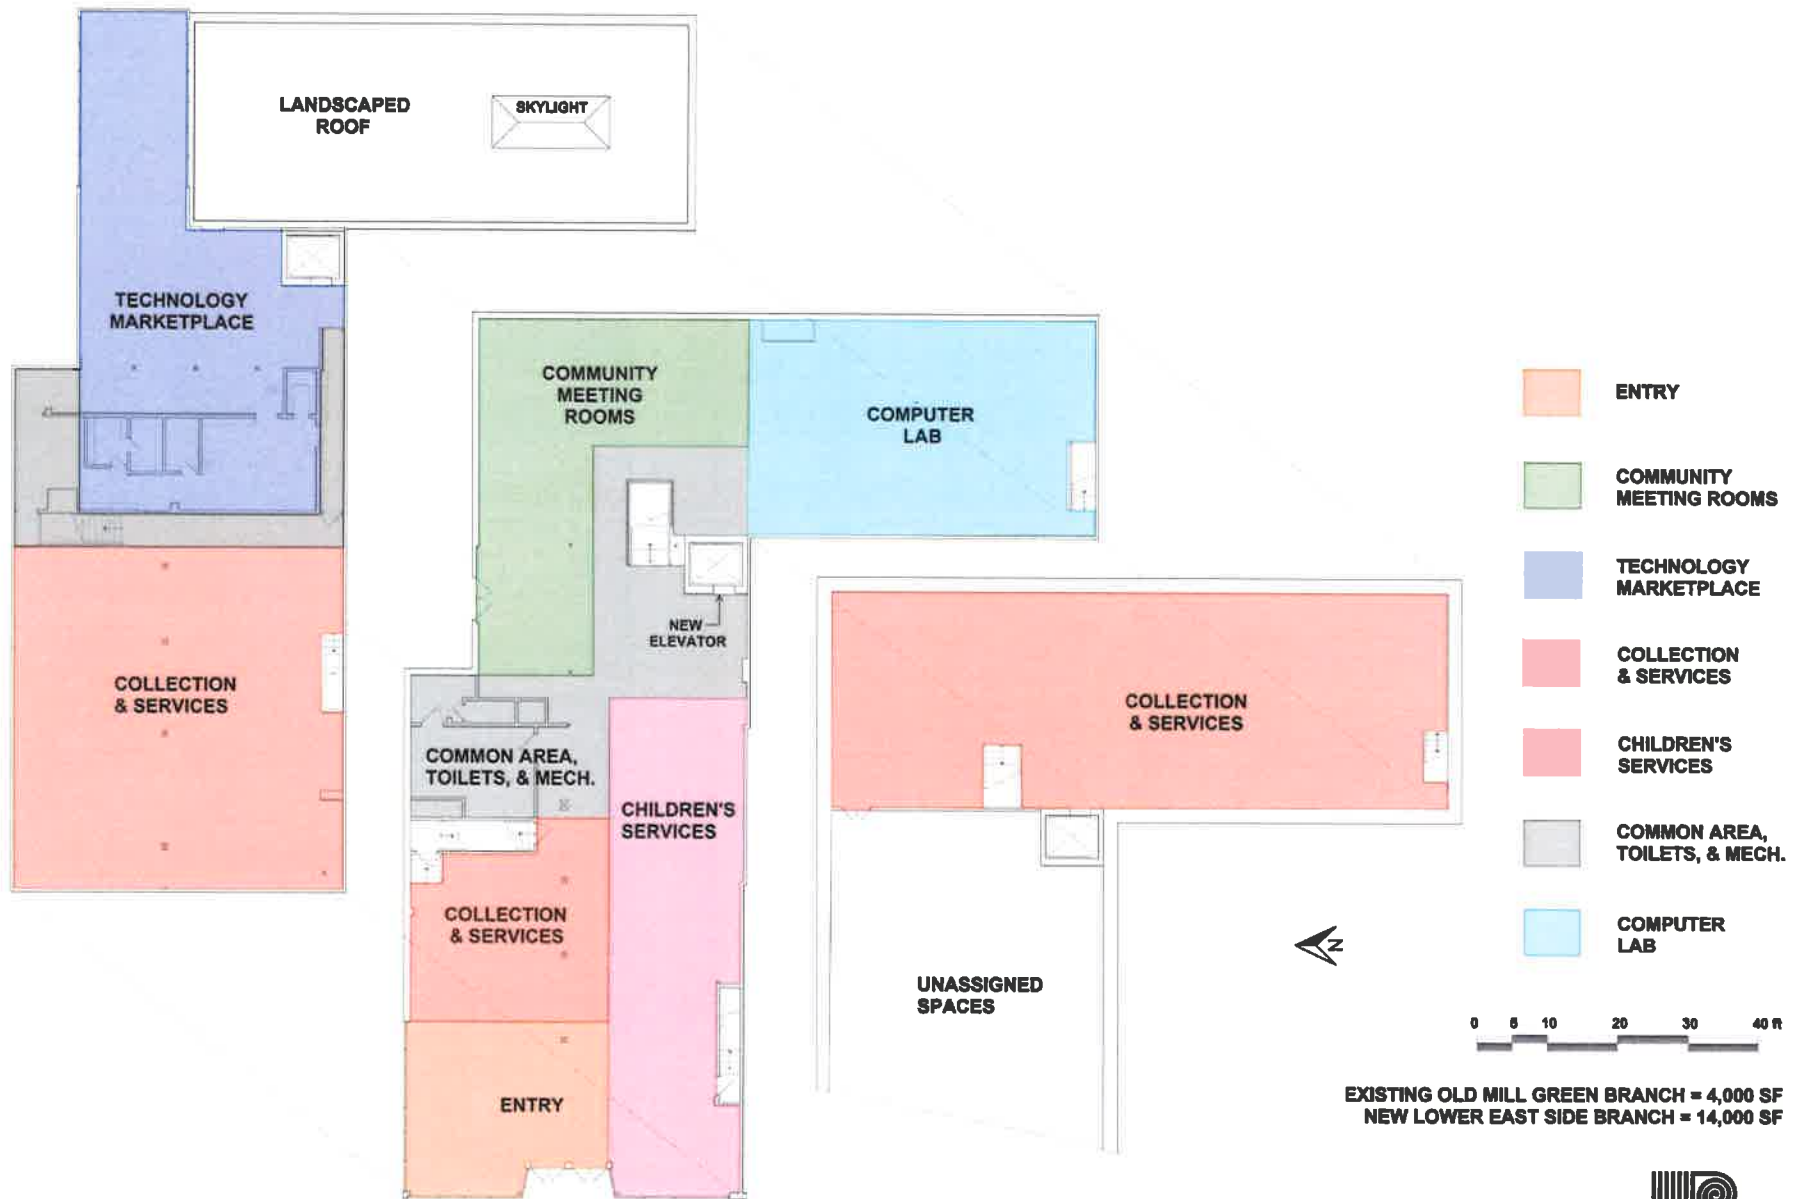 LANDSCAPED
ROOF
SKYLIGHT
TECHNOLOGY
MARKETPLACE
COLLECTION
& SERVICES
COMMUNITY
MEETING
ROOMS
COMPUTER
LAB
NEW
ELEVATOR
COMMON AREA,
TOILETS, & MECH.
CHILDREN'S
SERVICES
COLLECTION
& SERVICES
ENTRY
COLLECTION
& SERVICES
UNASSIGNED
SPACES
N
ENTRY
COMMUNITY
MEETING ROOMS
TECHNOLOGY
MARKETPLACE
COLLECTION
& SERVICES
CHILDREN'S
SERVICES
COMMON AREA,
TOILETS, & MECH.
COMPUTER
LAB
0 5 10 20 30 40 ft
EXISTING OLD MILL GREEN BRANCH = 4,000 SF
NEW LOWER EAST SIDE BRANCH = 14,000 SF